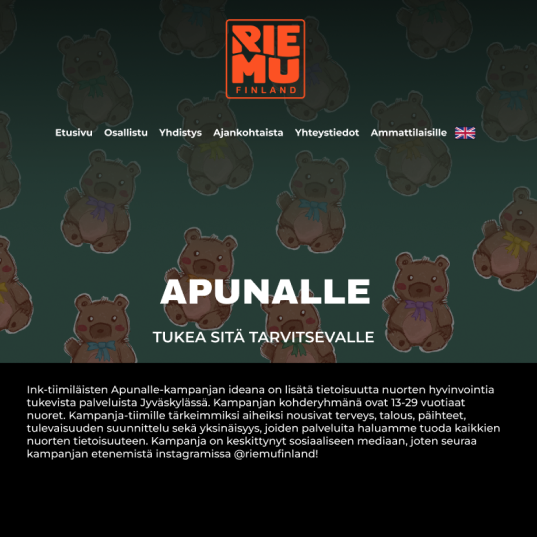 RIE
MU
FINLAND
Etusivu Osallistu Yhdistys Ajankohtaista Yhteystiedot Ammattilaisille
APUNALLE
TUKEA SITÄ TARVITSEVALLE
Ink-tiimiläisten Apunalle-kampanjan ideana on lisätä tietoisuutta nuorten hyvinvointia
tukevista palveluista Jyväskylässä. Kampanjan kohderyhmänä ovat 13-29 vuotiaat
nuoret. Kampanja-tiimille tärkeimmiksi aiheiksi nousivat terveys, talous, päihteet,
tulevaisuuden suunnittelu sekä yksinäisyys, joiden palveluita haluamme tuoda kaikkien
nuorten tietoisuuteen. Kampanja on keskittynyt sosiaaliseen mediaan, joten seuraa
kampanjan etenemistä instagramissa @riemufinland!